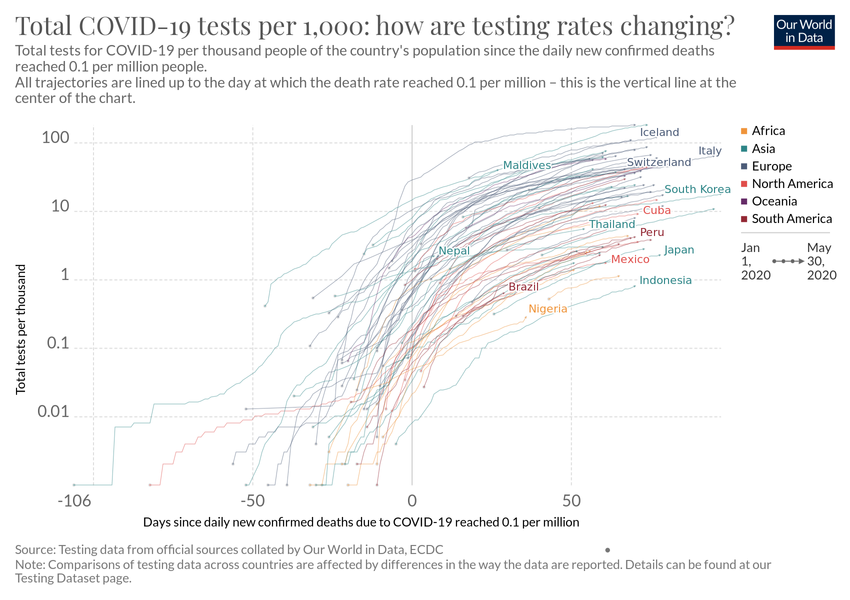 Total COVID-19 tests per 1,000: how are testing rates changing?
Our World
in Data
Total tests for COVID-19 per thousand people of the country's population since the daily new confirmed deaths
reached 0.1 per million people.
All trajectories are lined up to the day at which the death rate reached 0.1 per million – this is the vertical line at the
center of the chart.
100
10
1
0.1
0.01
Total tests per thousand
Iceland
Italy
Maldives
Switzerland
South Korea
Cuba
Thailand
Peru
Nepal
Japan
Mexico
Indonesia
Brazil
Nigeria
Africa
Asia
Europe
North America
Oceania
South America
Jan
1,
2020
May
30,
2020
-106
-50
0
50
Days since daily new confirmed deaths due to COVID-19 reached 0.1 per million
Source: Testing data from official sources collated by Our World in Data, ECDC
Note: Comparisons of testing data across countries are affected by differences in the way the data are reported. Details can be found at our
Testing Dataset page.